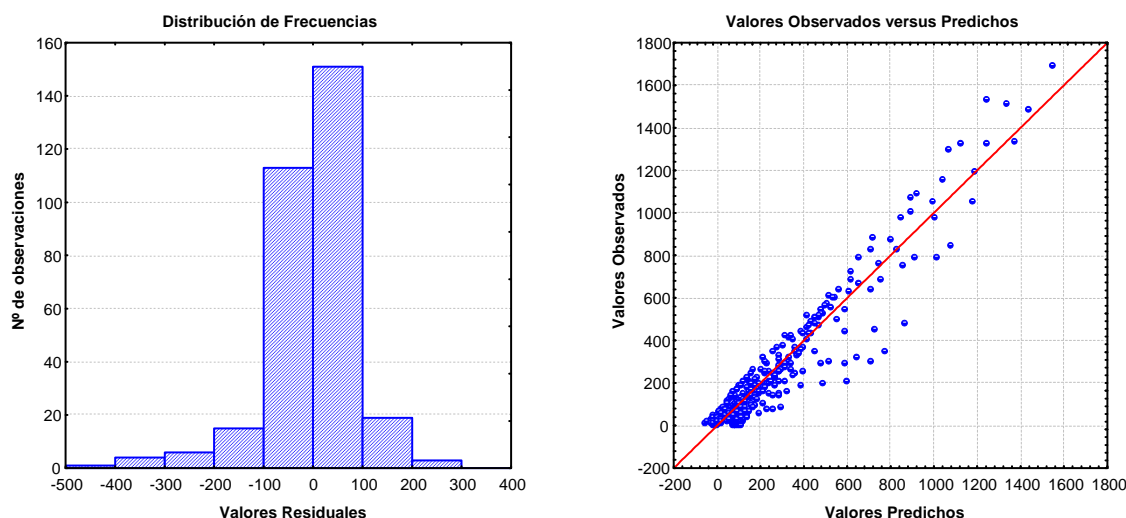 Distribución de Frecuencias
160
140
120
100
80
60
40
20
0
-500 -400 -300 -200 -100 0 100 200 300 400
Nº de observaciones
Valores Residuales
Valores Observados versus Predichos
1800
1600
1400
1200
1000
800
600
400
200
0
-200
-200 0 200 400 600 800 1000 1200 1400 1600 1800
Valores Observados
Valores Predichos